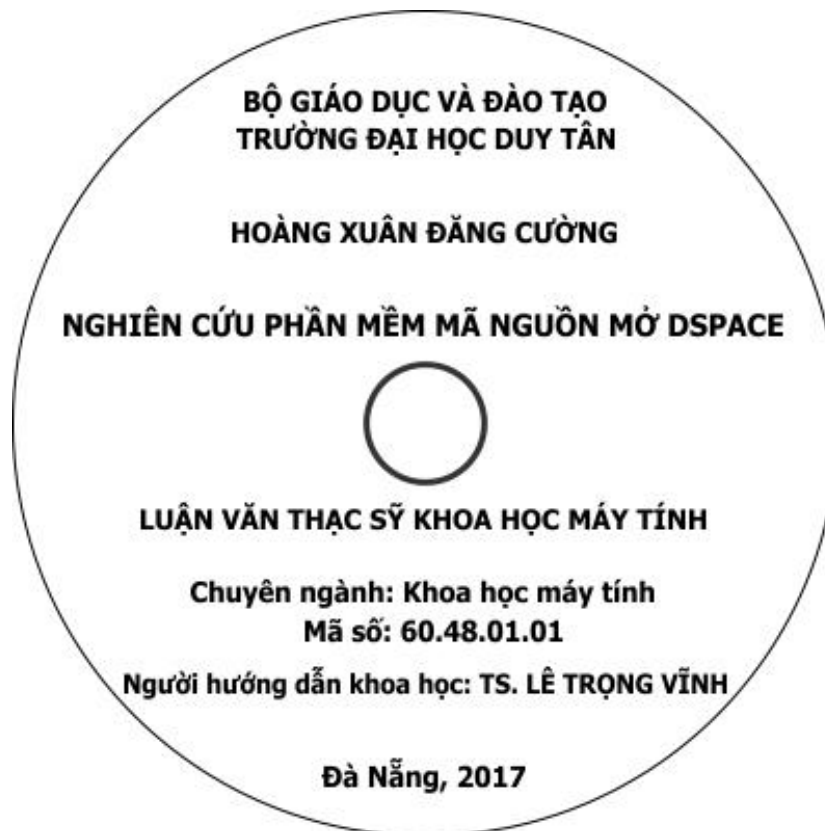 BỘ GIÁO DỤC VÀ ĐÀO TẠO
TRƯỜNG ĐẠI HỌC DUY TÂN
HOÀNG XUÂN ĐĂNG CƯỜNG
NGHIÊN CỨU PHẦN MỀM MÃ NGUỒN MỞ DSPACE
LUẬN VĂN THẠC SỸ KHOA HỌC MÁY TÍNH
Chuyên ngành: Khoa học máy tính
Mã số: 60.48.01.01
Người hướng dẫn khoa học: TS. LÊ TRỌNG VĨNH
Đà Nẵng, 2017